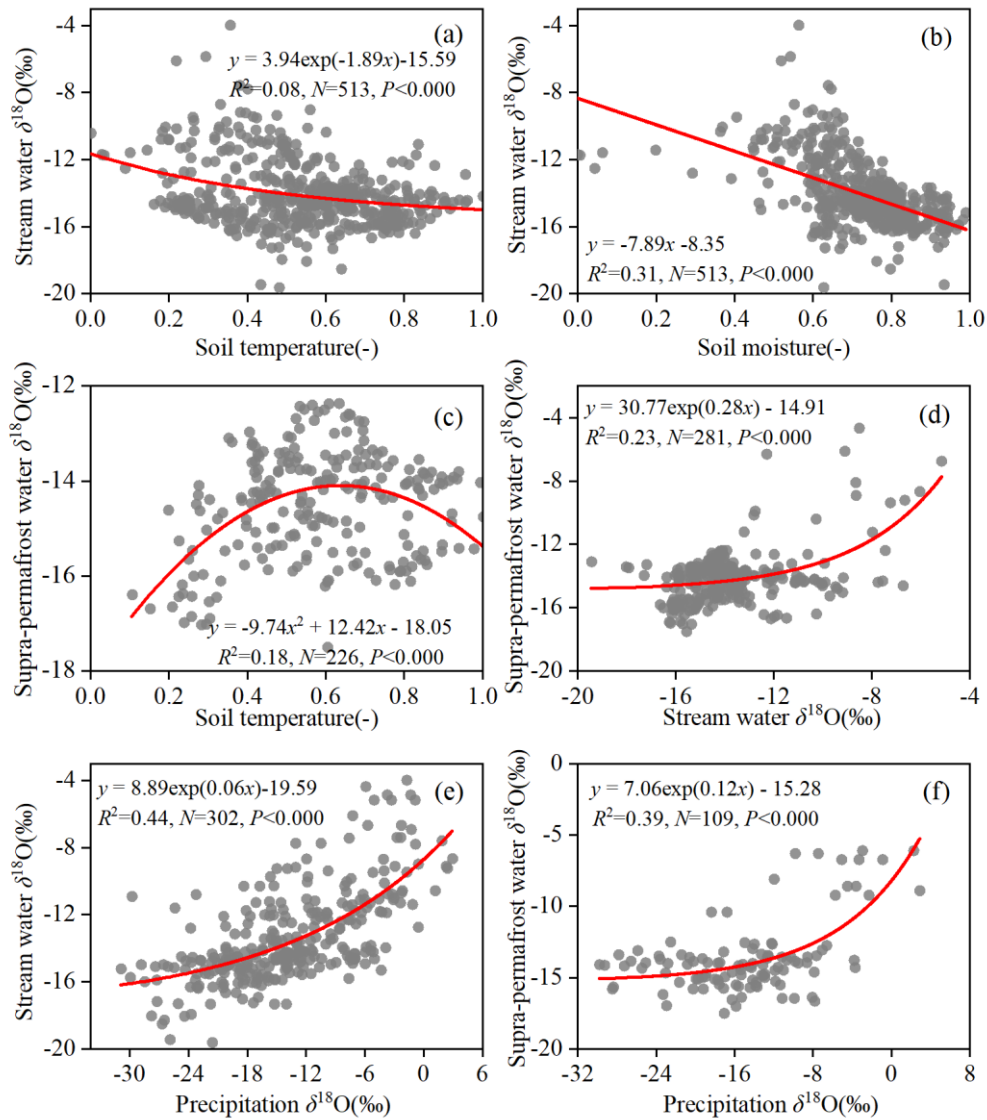 (a)
y = 3.94exp(-1.89x)-15.59
R²=0.08, N=513, P<0.000
Stream water δ¹⁸O(‰)
-4
-8
-12
-16
-20
0.0 0.2 0.4 0.6 0.8 1.0
Soil temperature(-)
(b)
y = -7.89x -8.35
R²=0.31, N=513, P<0.000
Stream water δ¹⁸O(‰)
-4
-8
-12
-16
-20
0.0 0.2 0.4 0.6 0.8 1.0
Soil moisture(-)
(c)
y = -9.74x² + 12.42x - 18.05
R²=0.18, N=226, P<0.000
Supra-permafrost water δ¹⁸O(‰)
-12
-14
-16
-18
0.0 0.2 0.4 0.6 0.8 1.0
Soil temperature(-)
(d)
y = 30.77exp(0.28x) - 14.91
R²=0.23, N=281, P<0.000
Supra-permafrost water δ¹⁸O(‰)
-4
-8
-12
-16
-20
-20 -16 -12 -8 -4
Stream water δ¹⁸O(‰)
(e)
y = 8.89exp(0.06x)-19.59
R²=0.44, N=302, P<0.000
Stream water δ¹⁸O(‰)
-4
-8
-12
-16
-20
-30 -24 -18 -12 -6 0 6
Precipitation δ¹⁸O(‰)
(f)
y = 7.06exp(0.12x) - 15.28
R²=0.39, N=109, P<0.000
Supra-permafrost water δ¹⁸O(‰)
0
-5
-10
-15
-20
-32 -24 -16 -8 0 8
Precipitation δ¹⁸O(‰)